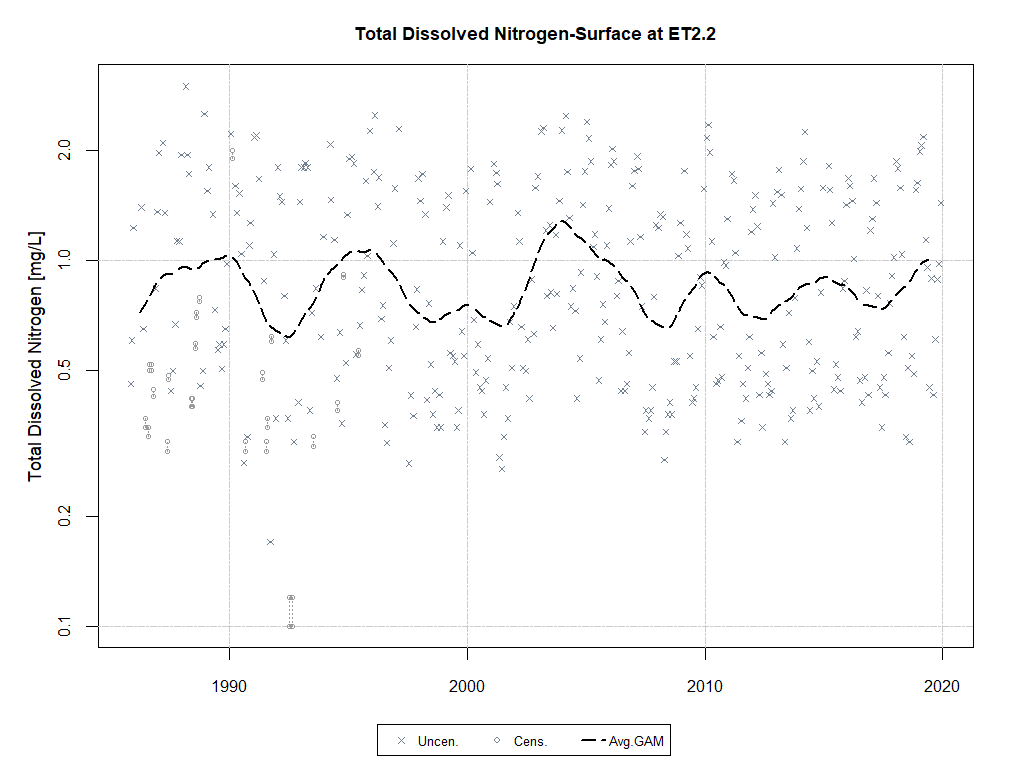 Total Dissolved Nitrogen-Surface at ET2.2
Total Dissolved Nitrogen [mg/L]
2.0
1.0
0.5
0.2
0.1
1990 2000 2010 2020
Uncen. Cens. Avg.GAM